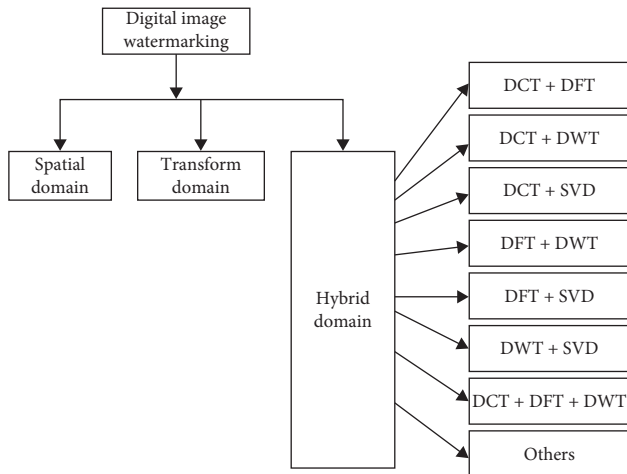 Digital image
watermarking
Spatial
domain
Transform
domain
Hybrid
domain
DCT + DFT
DCT + DWT
DCT + SVD
DFT + DWT
DFT + SVD
DWT + SVD
DCT + DFT + DWT
Others